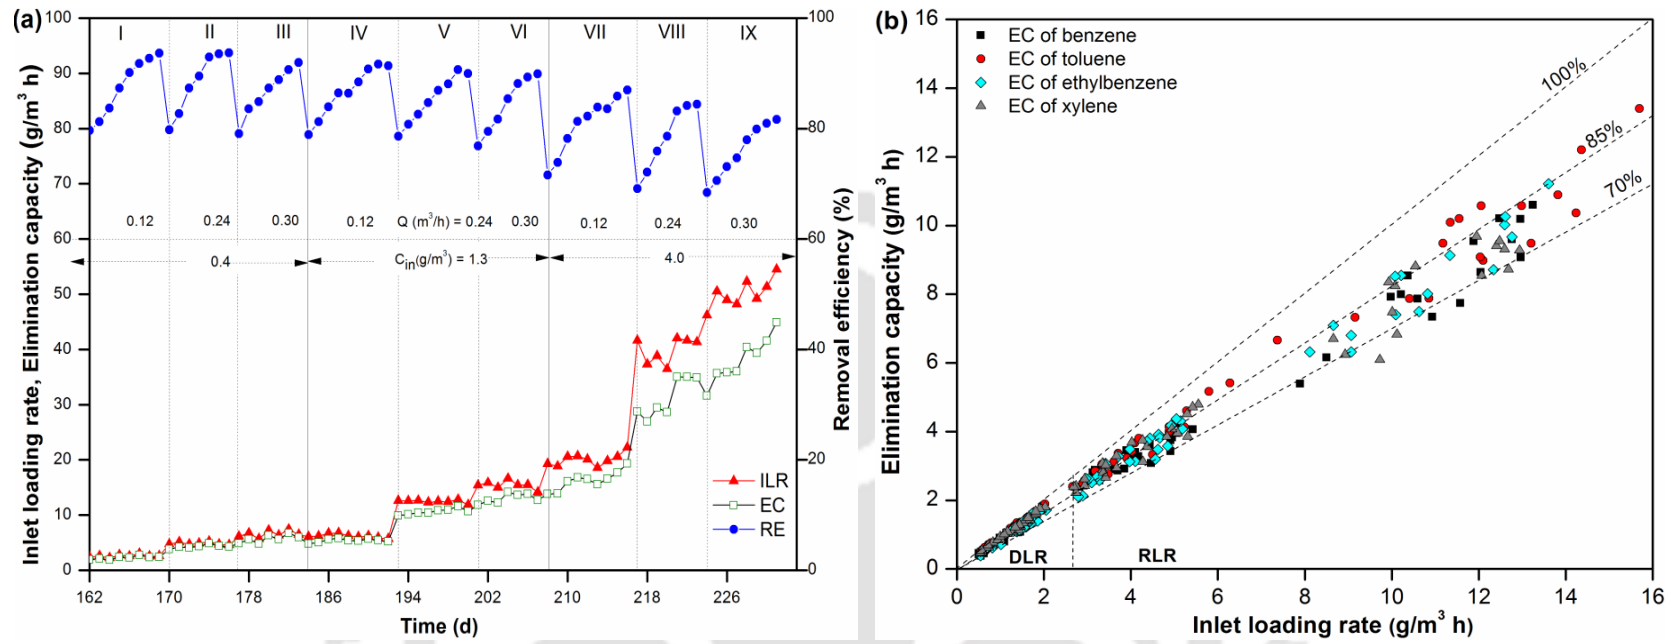 (a)
I II III IV V VI VII VIII IX
100
90
80
70
60
50
40
30
20
10
0
100
80
60
40
20
0
Inlet loading rate, Elimination capacity (g/m³ h)
Removal efficiency (%)
0.12 0.24 0.30 0.12 Q (m³/h) = 0.24 0.30 0.12 0.24 0.30
0.4 Cin(g/m³) = 1.3 4.0
ILR
EC
RE
162 170 178 186 194 202 210 218 226
Time (d)
(b)
EC of benzene
EC of toluene
EC of ethylbenzene
EC of xylene
100%
85%
70%
16
14
12
10
8
6
4
2
0
Elimination capacity (g/m³ h)
DLR RLR
0 2 4 6 8 10 12 14 16
Inlet loading rate (g/m³ h)